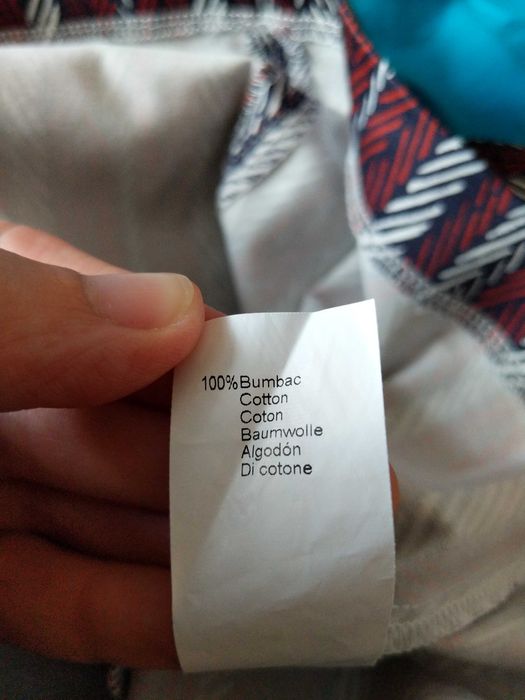 100%Bumbac
Cotton
Coton
Baumwolle
Algodón
Di cotone